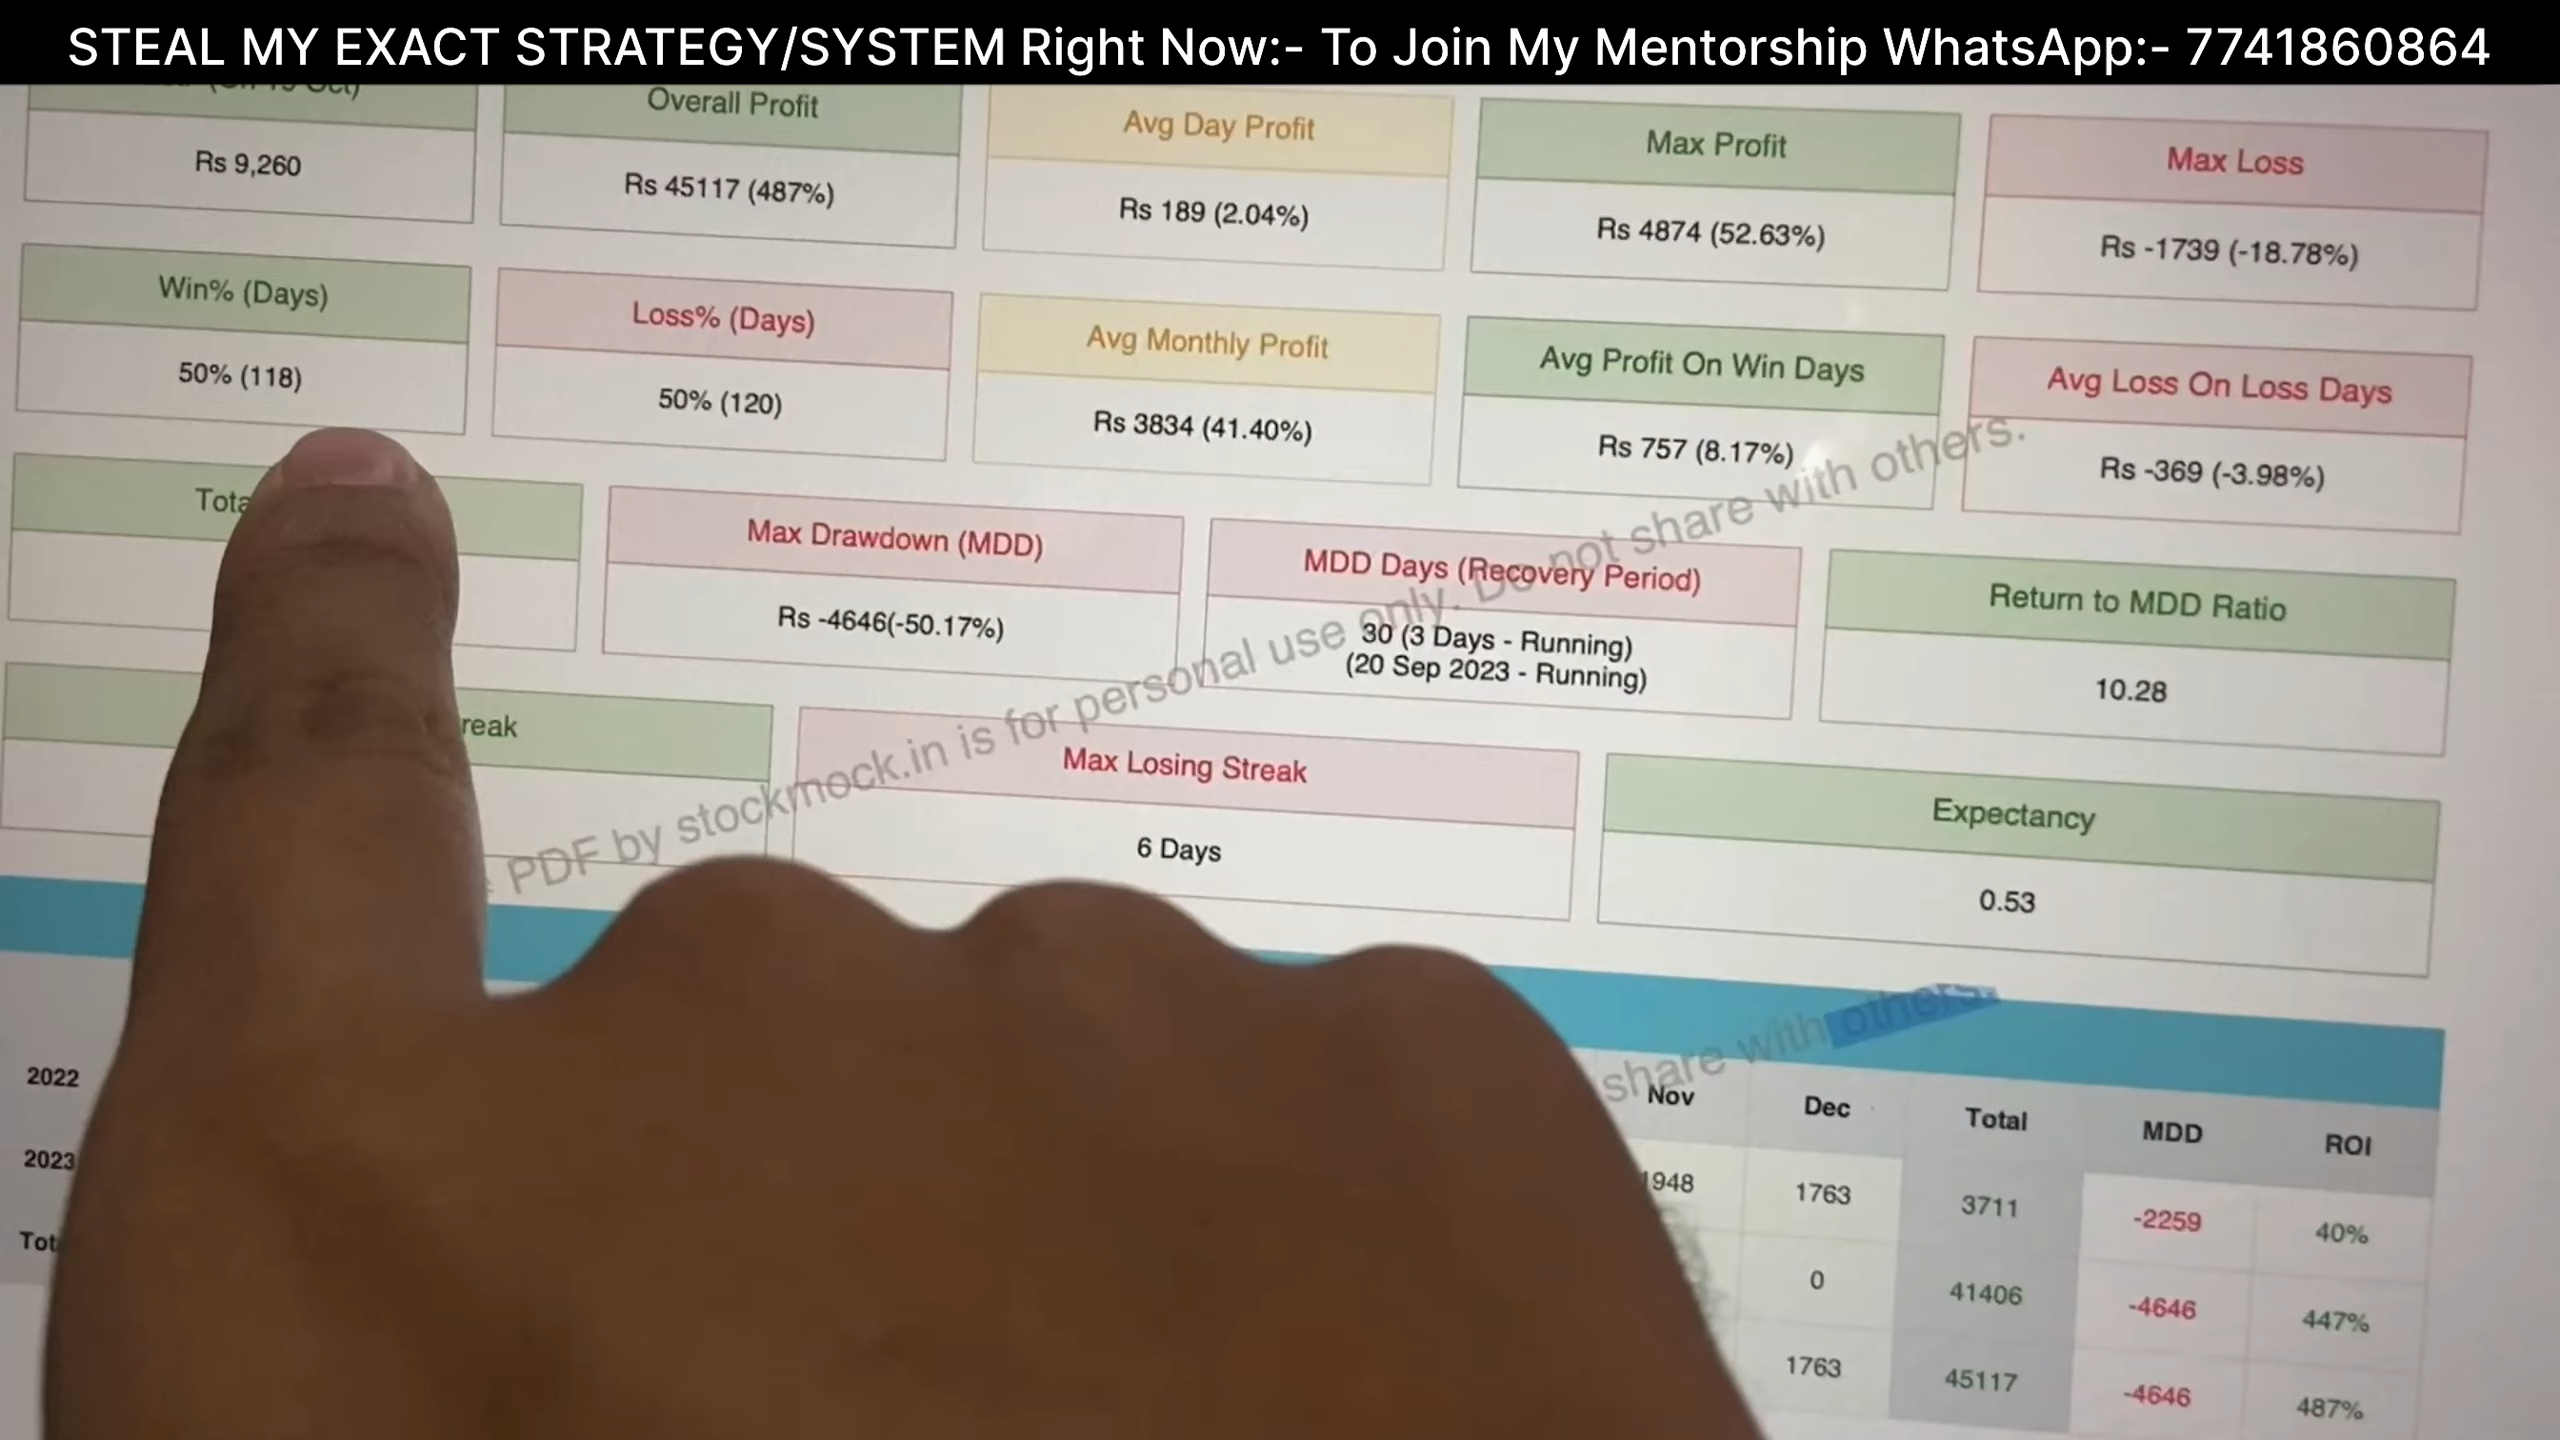 STEAL MY EXACT STRATEGY/SYSTEM Right Now:- To Join My Mentorship WhatsApp:- 7741860864
Overall Profit
Avg Day Profit
Max Profit
Max Loss
Rs 9,260
Rs 45117 (487%)
Rs 189 (2.04%)
Rs 4874 (52.63%)
Rs -1739 (-18.78%)
Win% (Days)
Loss% (Days)
Avg Monthly Profit
Avg Profit On Win Days
Avg Loss On Loss Days
50% (118)
50% (120)
Rs 3834 (41.40%)
Rs 757 (8.17%)
Rs -369 (-3.98%)
Max Drawdown (MDD)
MDD Days (Recovery Period)
Return to MDD Ratio
Rs -4646(-50.17%)
30 (3 Days - Running)
(20 Sep 2023 - Running)
10.28
Max Losing Streak
Expectancy
6 Days
0.53
PDF by stockmock.in is for personal use only. Do not share with others.
share with others.
Nov Dec Total MDD ROI
2022 1948 1763 3711 -2259 40%
2023 0 41406 -4646 447%
1763 45117 -4646 487%